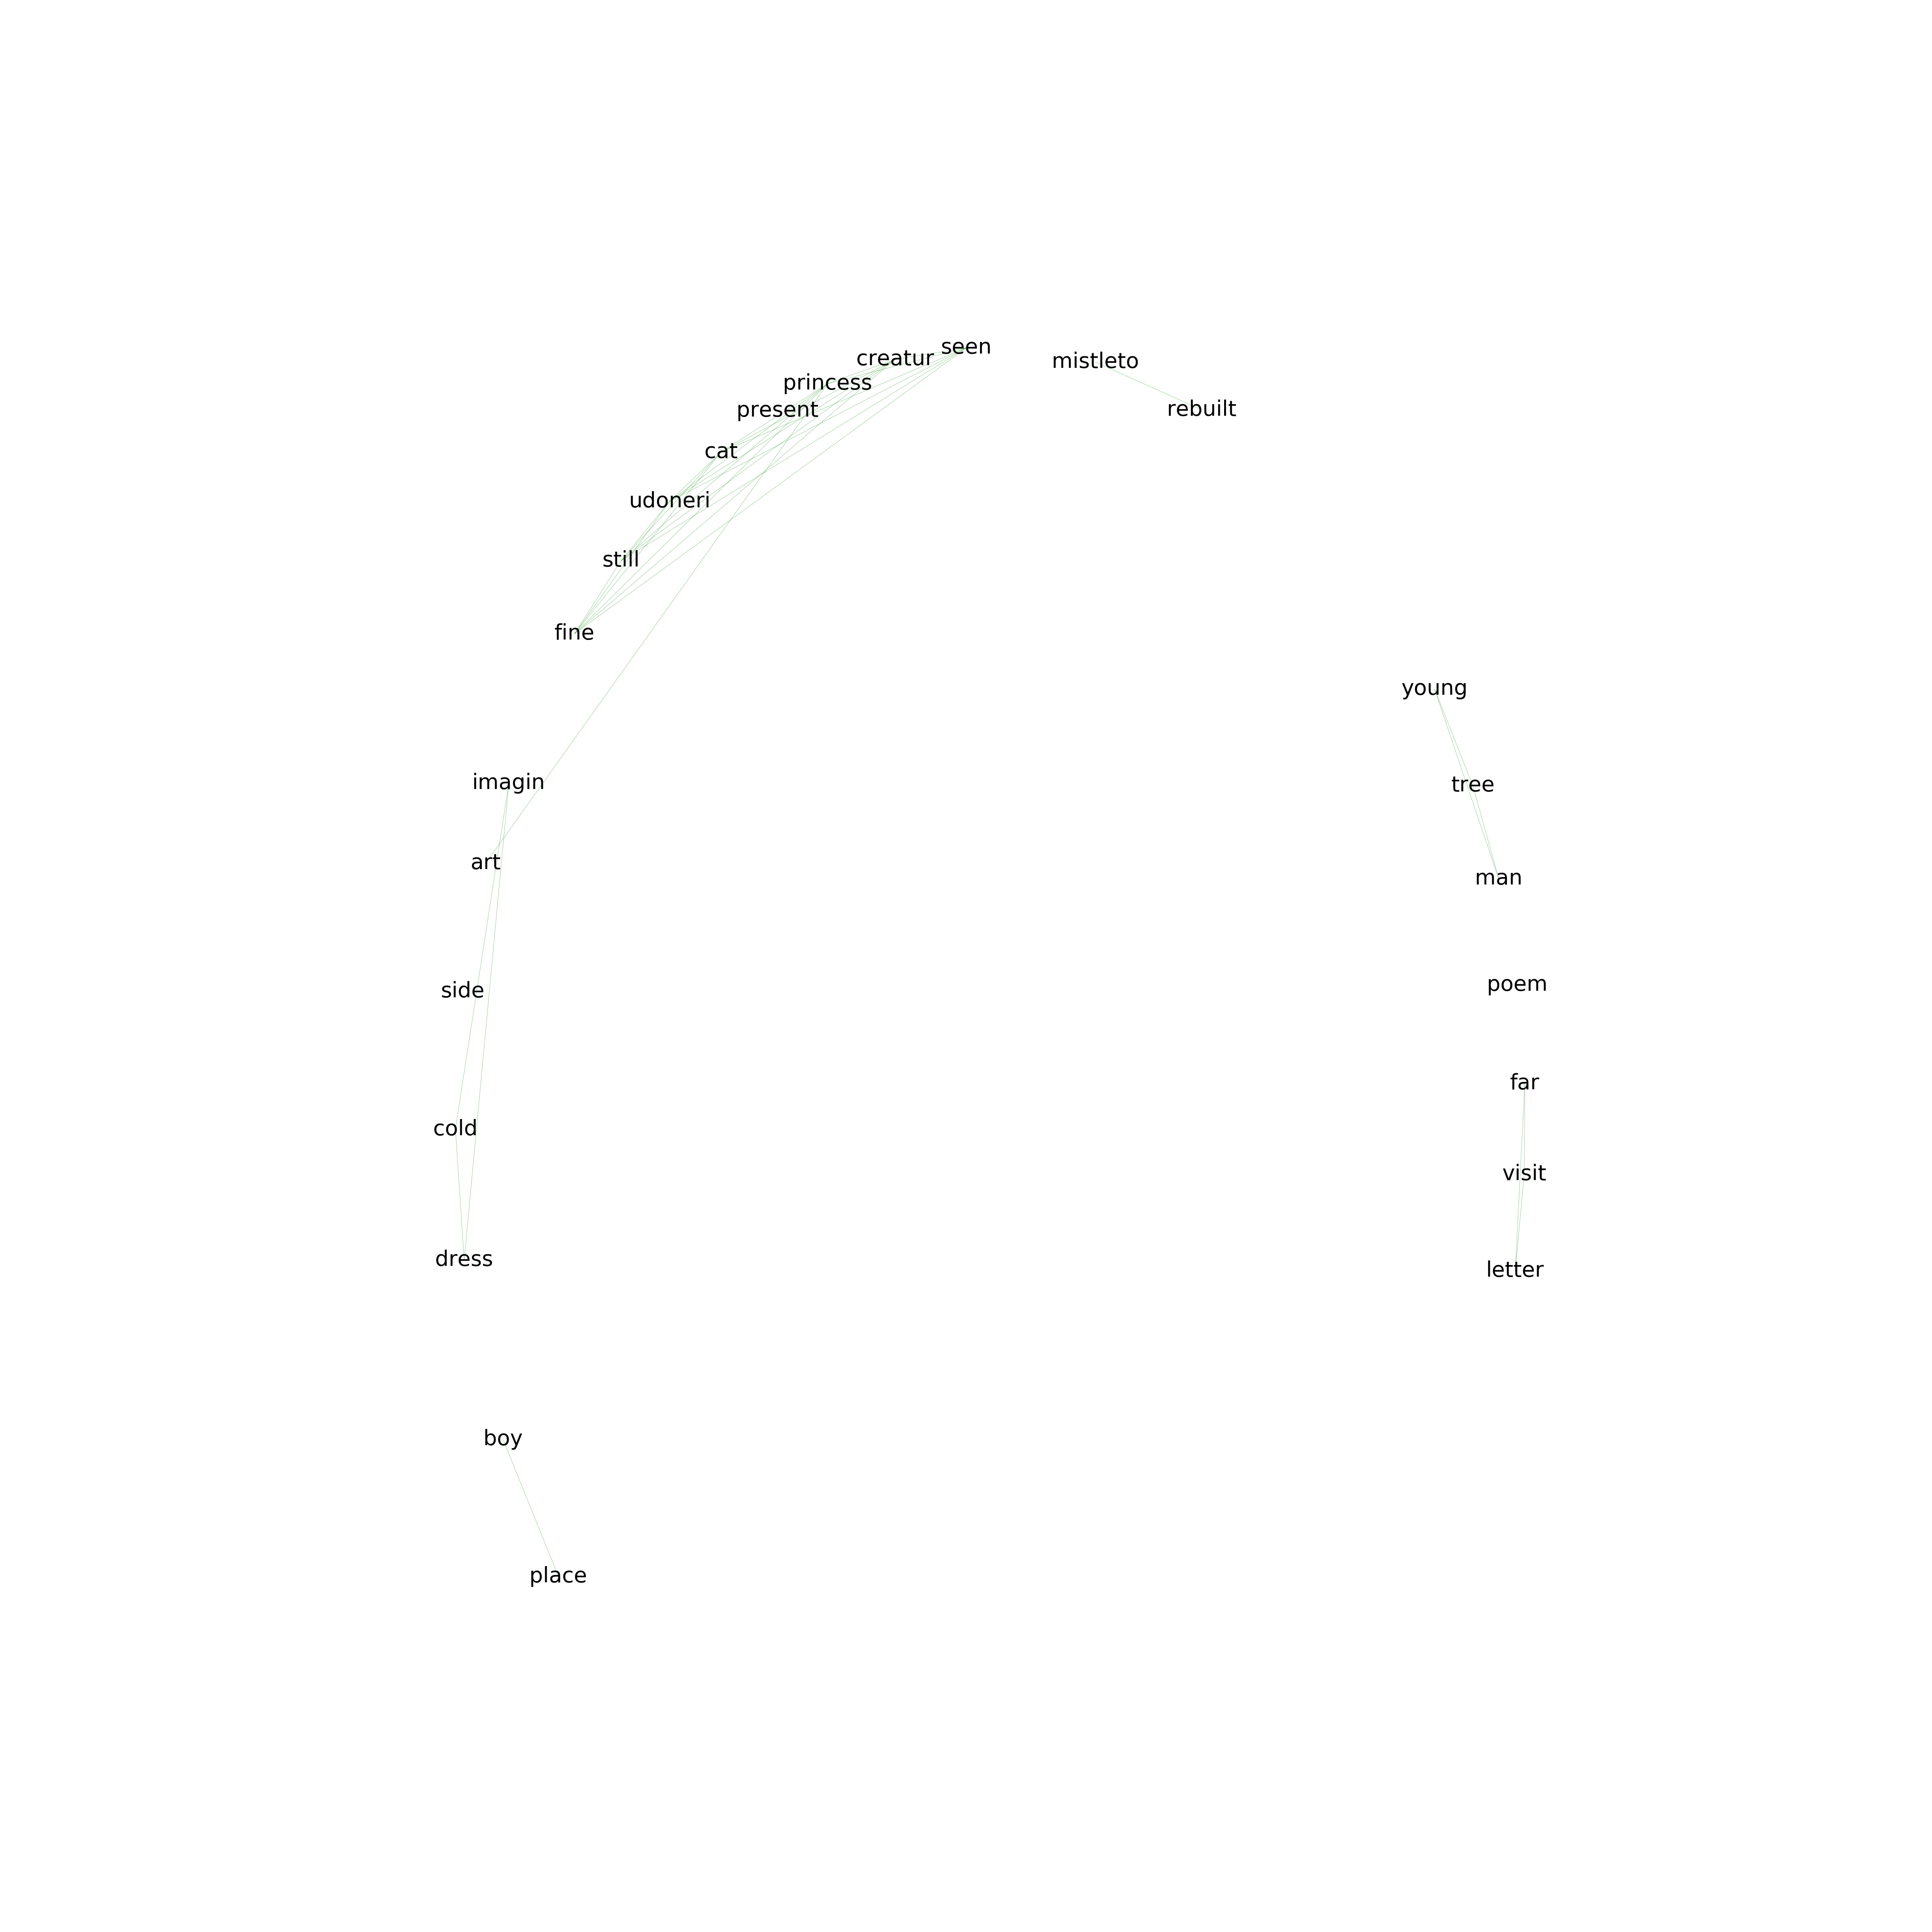 seen
creatur
mistleto
princess
rebuilt
present
cat
udoneri
still
fine
young
imagin
tree
art
man
poem
side
far
cold
visit
dress
letter
boy
place